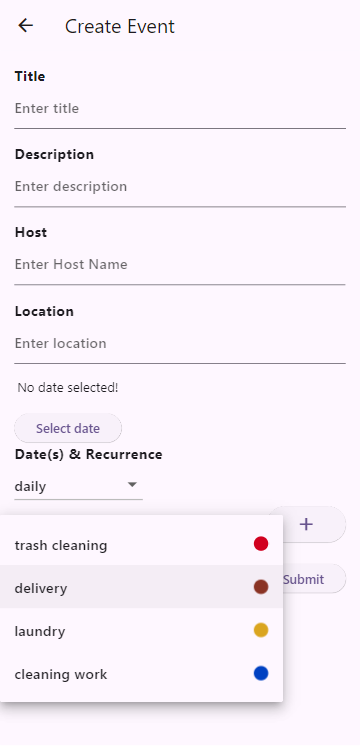 Create Event
Title
Enter title
Description
Enter description
Host
Enter Host Name
Location
Enter location
No date selected!
Select date
Date(s) & Recurrence
daily
+
trash cleaning
Submit
delivery
laundry
cleaning work